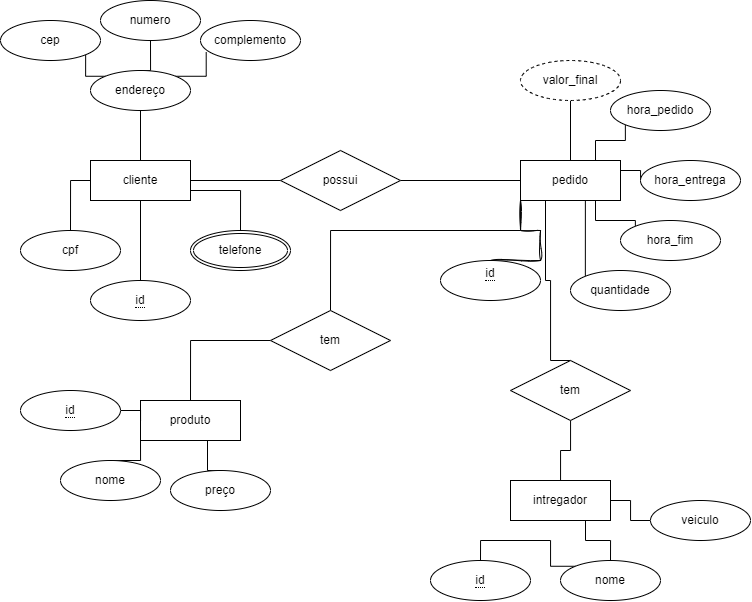 numero
cep
complemento
endereço
valor_final
hora_pedido
cliente
possui
pedido
hora_entrega
cpf
telefone
hora_fim
id
id
quantidade
tem
tem
id
produto
nome
preço
intregador
veiculo
id
nome